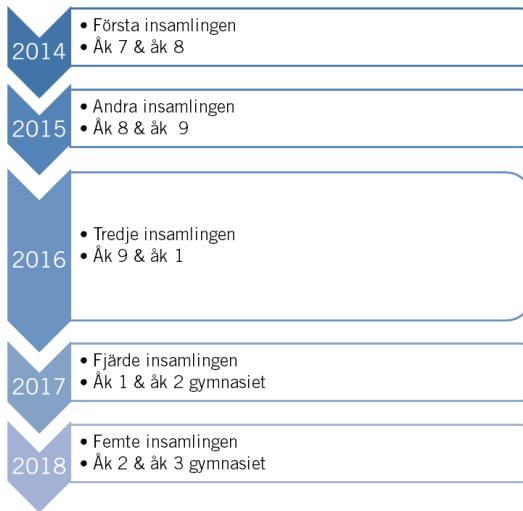 2014
• Första insamlingen
• Åk 7 & åk 8
2015
• Andra insamlingen
• Åk 8 & åk 9
2016
• Tredje insamlingen
• Åk 9 & åk 1
2017
• Fjärde insamlingen
• Åk 1 & åk 2 gymnasiet
2018
• Femte insamlingen
• Åk 2 & åk 3 gymnasiet